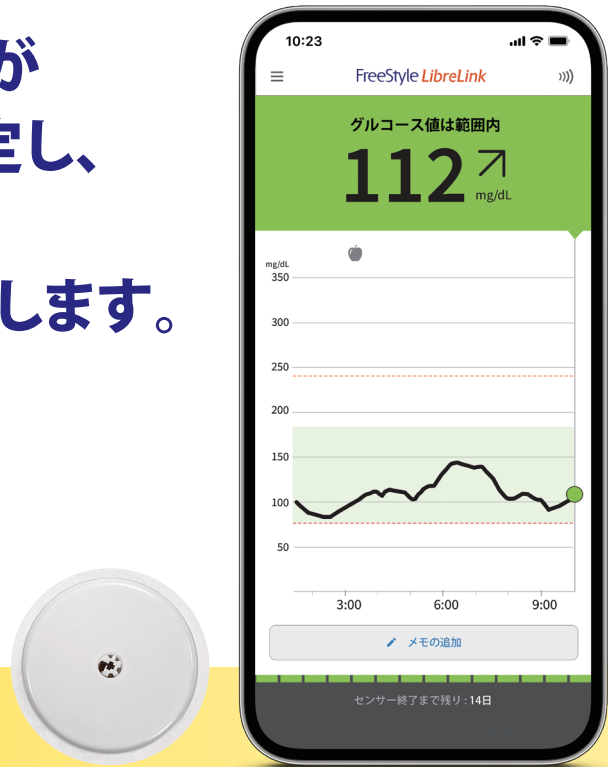 が
定し、
します。
10:23
FreeStyle LibreLink
グルコース値は範囲内
112
mg/dL
mg/dL
350
300
250
200
150
100
50
3:00 6:00 9:00
メモの追加
センサー終了まで残り : 14日